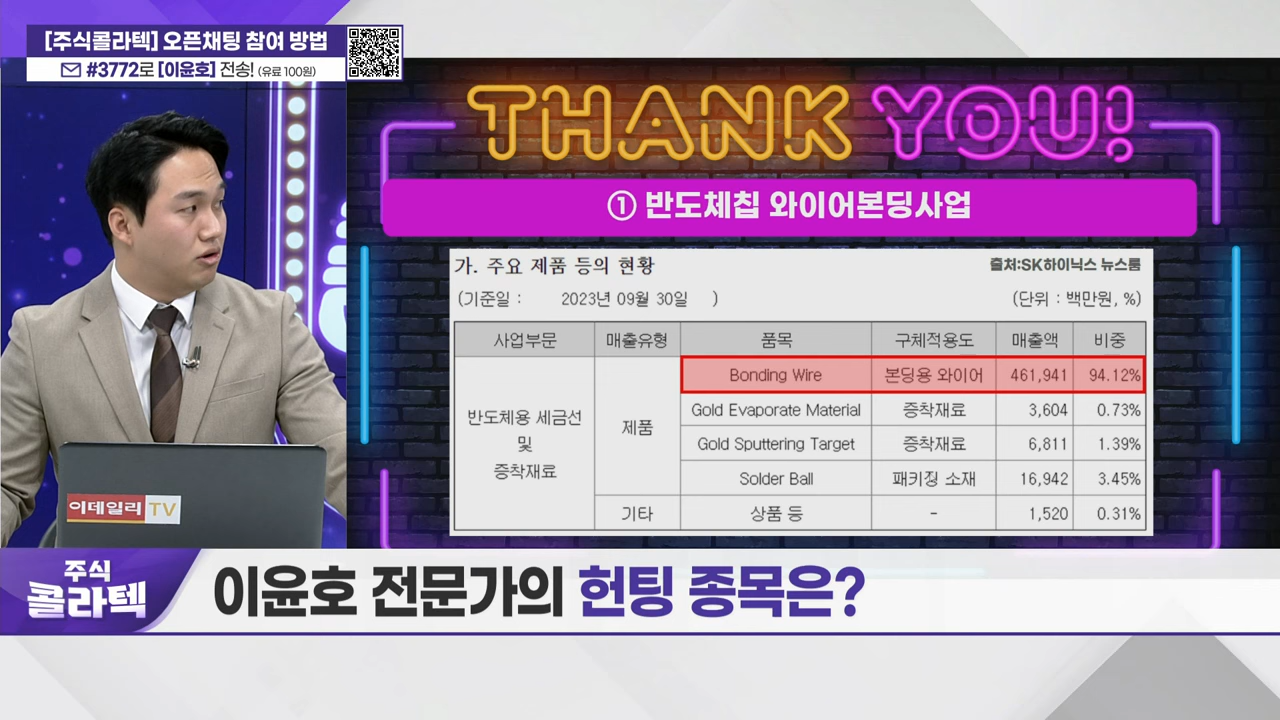 [주식콜라텍] 오픈채팅 참여 방법
#3772로 [이윤호] 전송! (유료 100원)
THANK YOU!
① 반도체칩 와이어본딩사업
가. 주요 제품 등의 현황
출처:SK하이닉스 뉴스룸
(기준일 : 2023년 09월 30일 )
(단위 : 백만원, %)
사업부문 매출유형 품목 구체적용도 매출액 비중
반도체용 세금선 및 증착재료 제품 Bonding Wire 본딩용 와이어 461,941 94.12%
Gold Evaporate Material 증착재료 3,604 0.73%
Gold Sputtering Target 증착재료 6,811 1.39%
Solder Ball 패키징 소재 16,942 3.45%
기타 상품 등 - 1,520 0.31%
이데일리 TV
주식
콜라텍
이윤호 전문가의 헌팅 종목은?